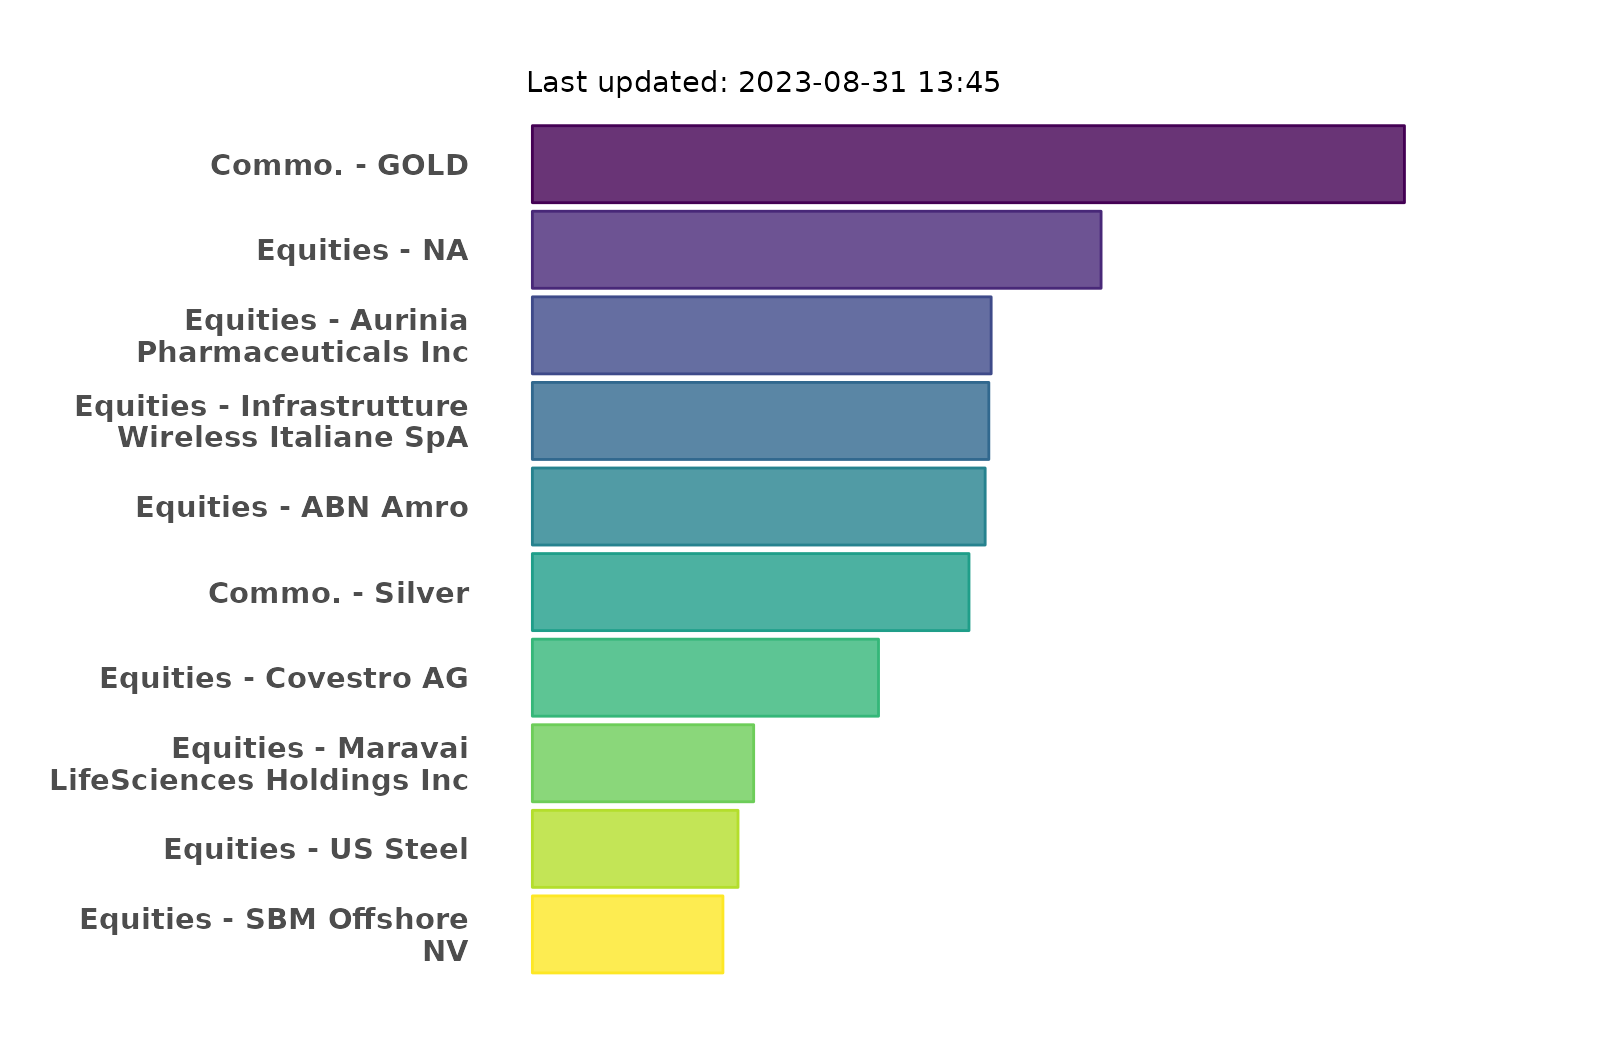 Last updated: 2023-08-31 13:45
Commo. - GOLD
Equities - NA
Equities - Aurinia
Pharmaceuticals Inc
Equities - Infrastrutture
Wireless Italiane SpA
Equities - ABN Amro
Commo. - Silver
Equities - Covestro AG
Equities - Maravai
LifeSciences Holdings Inc
Equities - US Steel
Equities - SBM Offshore
NV